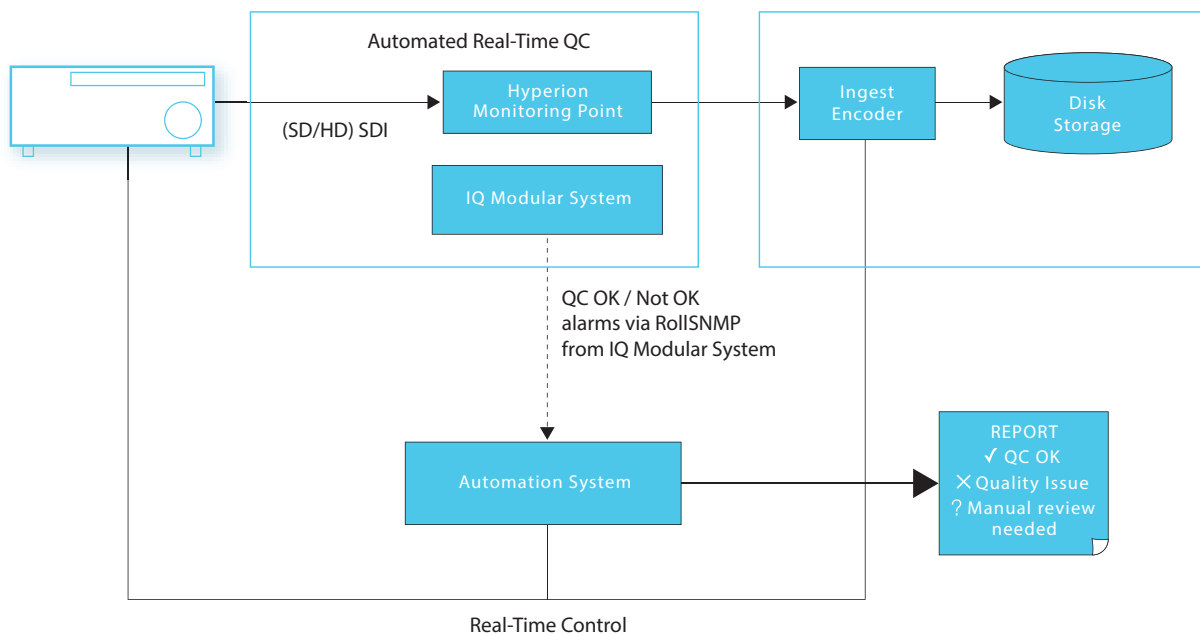 Automated Real-Time QC
Hyperion
Monitoring Point
(SD/HD) SDI
IQ Modular System
Ingest
Encoder
Disk
Storage
QC OK / Not OK
alarms via RollSNMP
from IQ Modular System
Automation System
REPORT
✓ QC OK
✕ Quality Issue
? Manual review
needed
Real-Time Control